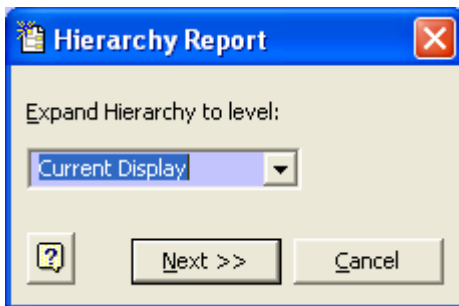 Hierarchy Report
Expand Hierarchy to level:
Current Display
Next >>
Cancel